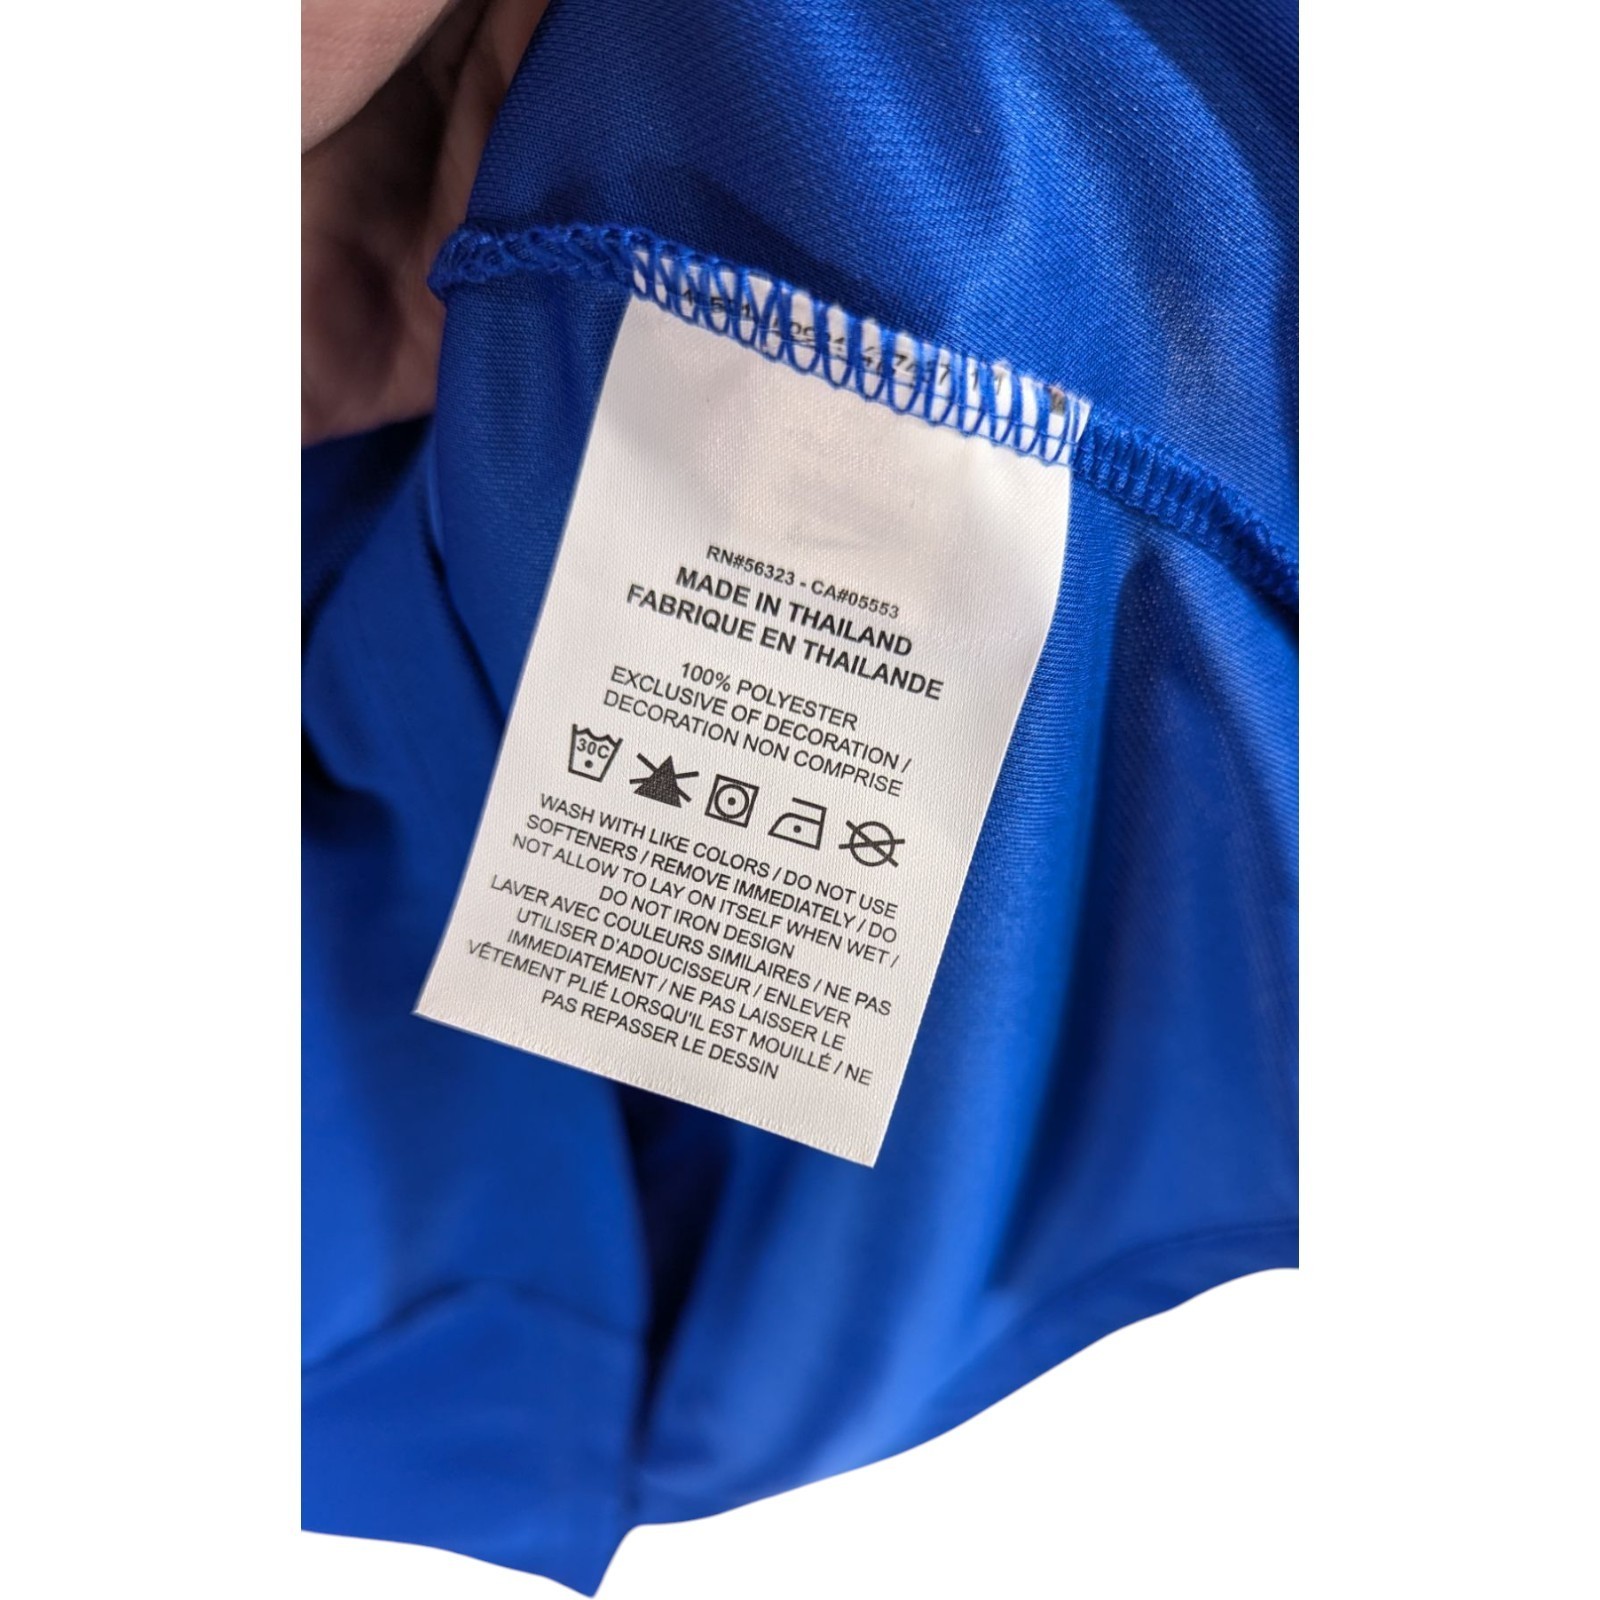 RN#56323 - CA#05553
MADE IN THAILAND
FABRIQUE EN THAILANDE
100% POLYESTER
EXCLUSIVE OF DECORATION /
DECORATION NON COMPRISE
30C
WASH WITH LIKE COLORS / DO NOT USE
SOFTENERS / REMOVE IMMEDIATELY / DO
NOT ALLOW TO LAY ON ITSELF WHEN WET /
DO NOT IRON DESIGN
LAVER AVEC COULEURS SIMILAIRES / NE PAS
UTILISER D'ADOUCISSEUR / ENLEVER
IMMEDIATEMENT / NE PAS LAISSER LE
VÊTEMENT PLIÉ LORSQU'IL EST MOUILLÉ / NE
PAS REPASSER LE DESSIN